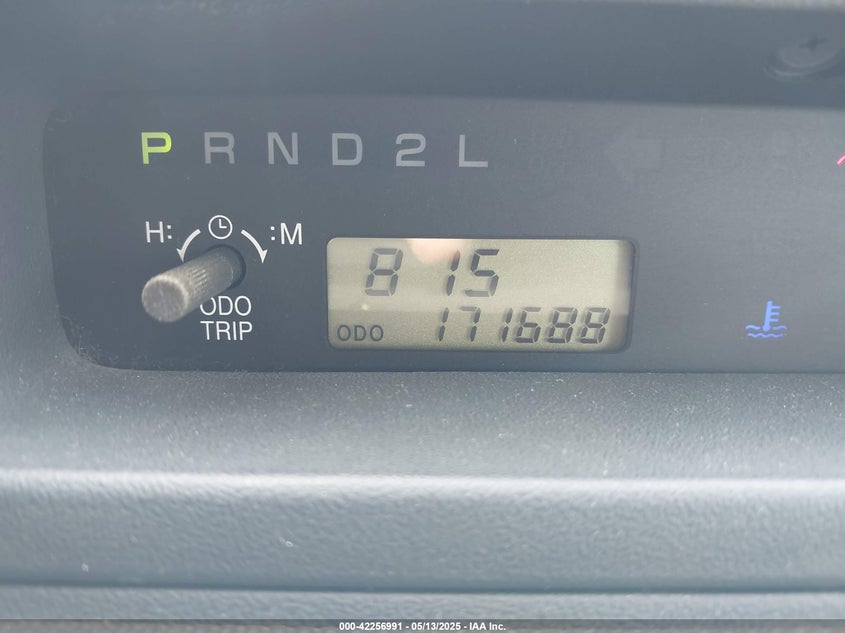 P R N D 2 L
H: :M
ODO
TRIP
8 15
ODO 171688
000-42256991 - 05/13/2025 - IAA Inc.